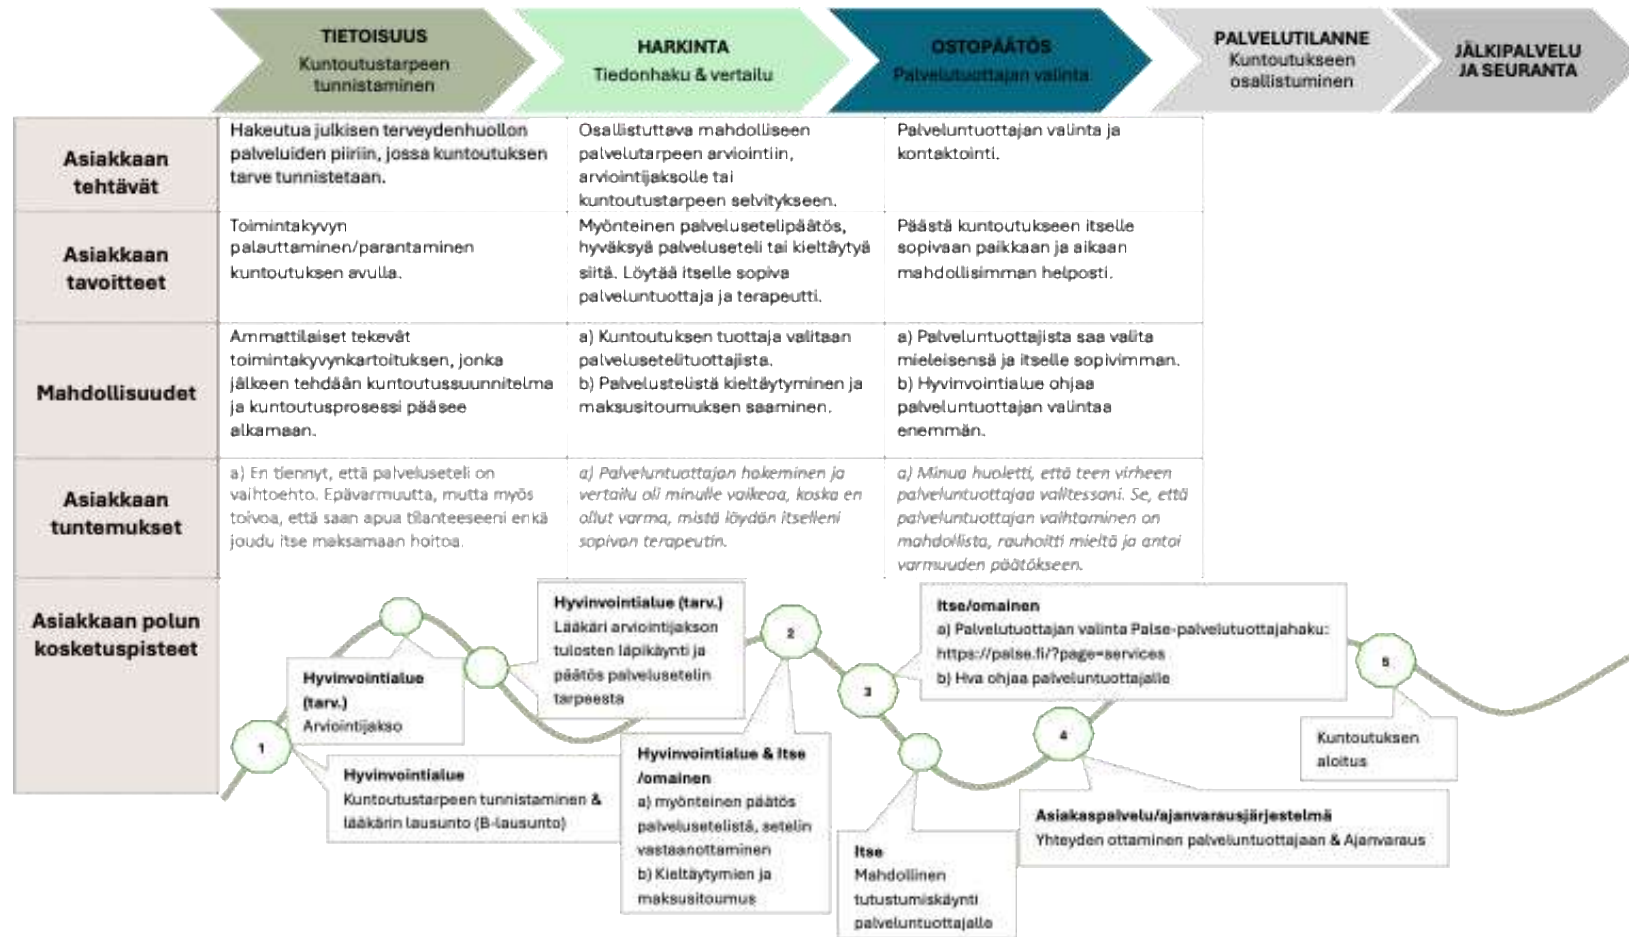 TIETOISUUS
Kuntoutustarpeen
tunnistaminen
HARKINTA
Tiedonhaku & vertailu
OSTOPÄÄTÖS
Palvelutuottajan valinta
PALVELUTILANNE
Kuntoutukseen
osallistuminen
JÄLKIPALVELU
JA SEURANTA
Asiakkaan
tehtävät
Hakeutua julkisen terveydenhuollon
palveluiden piiriin, jossa kuntoutuksen
tarve tunnistetaan.
Osallistuttava mahdolliseen
palvelutarpeen arviointiin,
arviointijaksolle tai
kuntoutustarpeen selvitykseen.
Palveluntuottajan valinta ja
kontaktointi.
Asiakkaan
tavoitteet
Toimintakyvyn
palauttaminen/parantaminen
kuntoutuksen avulla.
Myönteinen palvelusetelipäätös,
hyväksyä palveluseteli tai kieltäytyä
siitä. Löytää itselle sopiva
palveluntuottaja ja terapeutti.
Päästä kuntoutukseen itselle
sopivaan paikkaan ja aikaan
mahdollisimman helposti.
Mahdollisuudet
Ammattilaiset tekevät
toimintakyvynkartoituksen, jonka
jälkeen tehdään kuntoutussuunnitelma
ja kuntoutusprosessi pääsee
alkamaan.
a) Kuntoutuksen tuottaja valitaan
palvelusetelituottajista.
b) Palvelustelistä kieltäytyminen ja
maksusitoumuksen saaminen.
a) Palveluntuottajista saa valita
mieleisensä ja itselle sopivimman.
b) Hyvinvointialue ohjaa
palveluntuottajan valintaa
enemmän.
Asiakkaan
tuntemukset
a) En tiennyt, että palveluseteli on
vaihtoehto. Epävarmuutta, mutta myös
toivoa, että saan apua tilanteeseeni enkä
joudu itse maksamaan hoitoa.
a) Palveluntuottajan hakeminen ja
vertailu oli minulle vaikeaa, koska en
ollut varma, mistä löydän itselleni
sopivan terapeutin.
a) Minua huoletti, että teen virheen
palveluntuottajaa valitessani. Se, että
palveluntuottajan vaihtaminen on
mahdollista, rauhoitti mieltä ja antoi
varmuuden päätökseen.
Asiakkaan polun
kosketuspisteet
1
Hyvinvointialue
Kuntoutustarpeen tunnistaminen &
lääkärin lausunto (B-lausunto)
Hyvinvointialue
(tarv.)
Arviointijakso
Hyvinvointialue (tarv.)
Lääkäri arviointijakson
tulosten läpikäynti ja
päätös palvelusetelin
tarpeesta
2
Hyvinvointialue & Itse
/omainen
a) myönteinen päätös
palvelusetelistä, setelin
vastaanottaminen
b) Kieltäytymien ja
maksusitoumus
3
Itse/omainen
a) Palvelutuottajan valinta Palse-palvelutuottajahaku:
https://palse.fi/?page=services
b) Hva ohjaa palveluntuottajalle
Itse
Mahdollinen
tutustumiskäynti
palveluntuottajalle
4
Asiakaspalvelu/ajanvarausjärjestelmä
Yhteyden ottaminen palveluntuottajaan & Ajanvaraus
5
Kuntoutuksen
aloitus